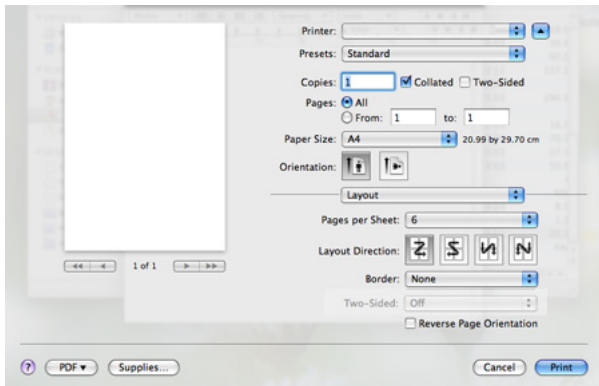 Printer:
Presets: Standard
Copies: 1 Collated Two-Sided
Pages: All
From: 1 to: 1
Paper Size: A4 20.99 by 29.70 cm
Orientation:
Layout
Pages per Sheet: 6
Layout Direction:
1 of 1
Border: None
Two-Sided: Off
Reverse Page Orientation
? PDF▼ Supplies... Cancel Print